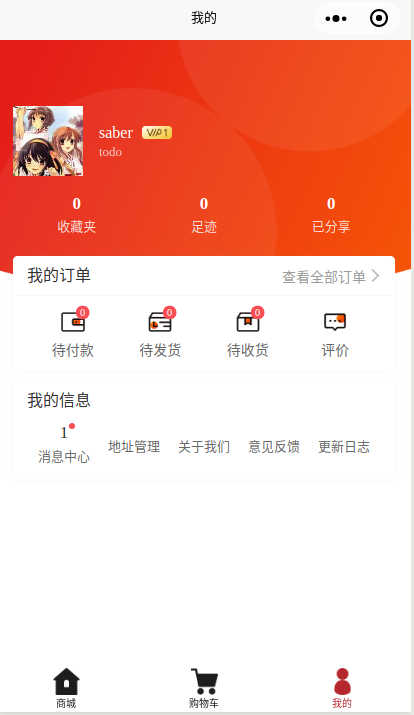 我的
saber VIP1
todo
0 0 0
收藏夹 足迹 已分享
我的订单 查看全部订单
0 0 0
待付款 待发货 待收货 评价
我的信息
1
消息中心 地址管理 关于我们 意见反馈 更新日志
商城 购物车 我的